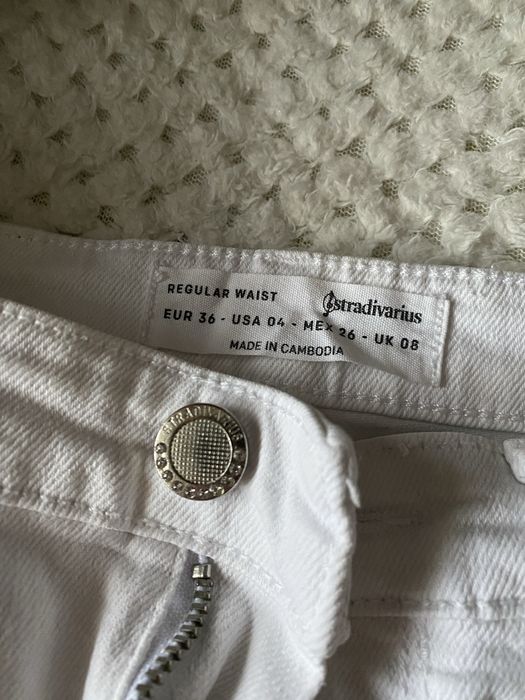 REGULAR WAIST stradivarius
EUR 36 - USA 04 - MEX 26 - UK 08
MADE IN CAMBODIA
STRADIVARIUS